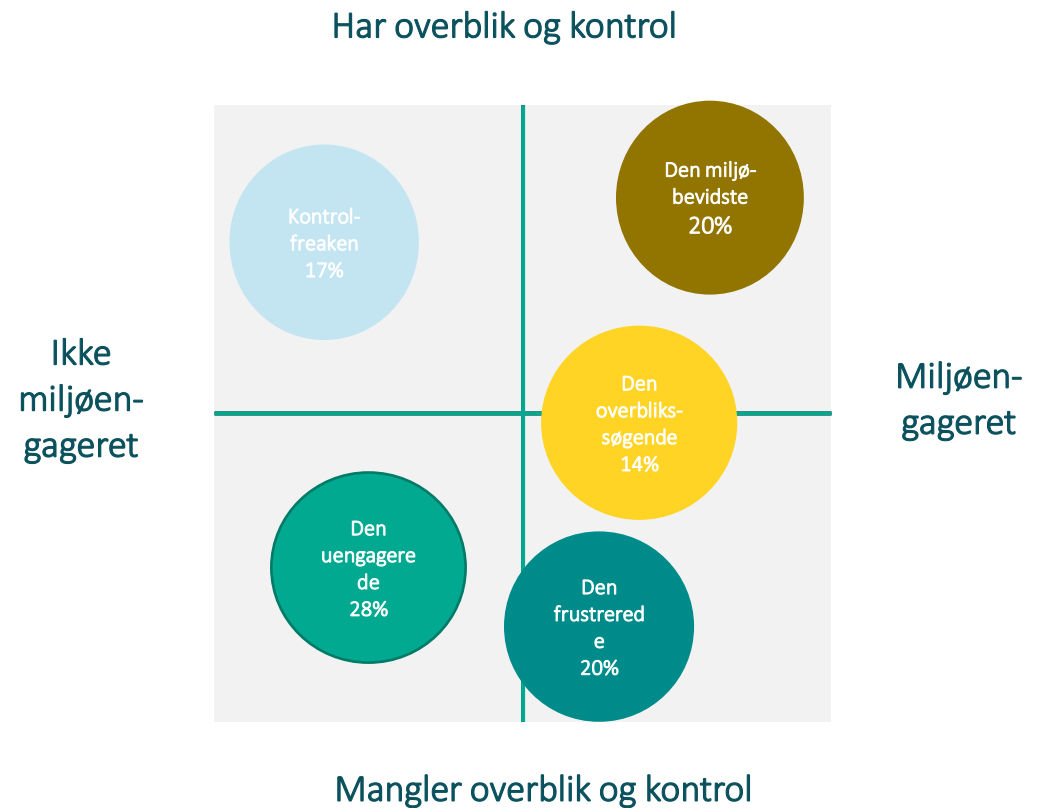 Har overblik og kontrol
Den miljø-
bevidste
20%
Kontrol-
freaken
17%
Ikke
miljøen-
gageret
Miljøen-
gageret
Den
overbliks-
søgende
14%
Den
uengagere
de
28%
Den
frustrered
e
20%
Mangler overblik og kontrol